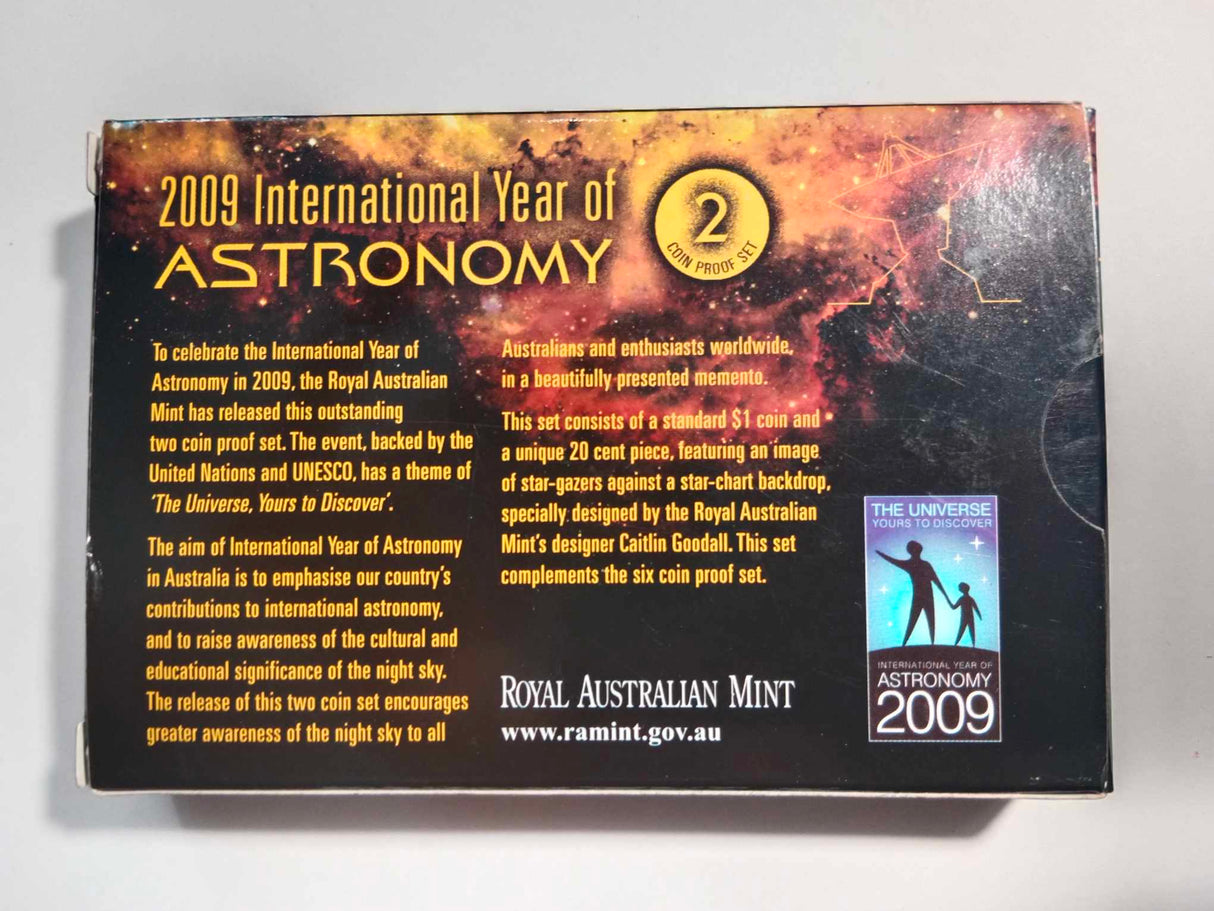 2009 International Year of
ASTRONOMY
2
COIN PROOF SET
To celebrate the International Year of
Astronomy in 2009, the Royal Australian
Mint has released this outstanding
two coin proof set. The event, backed by the
United Nations and UNESCO, has a theme of
'The Universe, Yours to Discover'.
The aim of International Year of Astronomy
in Australia is to emphasise our country's
contributions to international astronomy,
and to raise awareness of the cultural and
educational significance of the night sky.
The release of this two coin set encourages
greater awareness of the night sky to all
Australians and enthusiasts worldwide,
in a beautifully presented memento.
This set consists of a standard $1 coin and
a unique 20 cent piece, featuring an image
of star-gazers against a star-chart backdrop,
specially designed by the Royal Australian
Mint's designer Caitlin Goodall. This set
complements the six coin proof set.
ROYAL AUSTRALIAN MINT
www.ramint.gov.au
THE UNIVERSE
YOURS TO DISCOVER
INTERNATIONAL YEAR OF
ASTRONOMY
2009